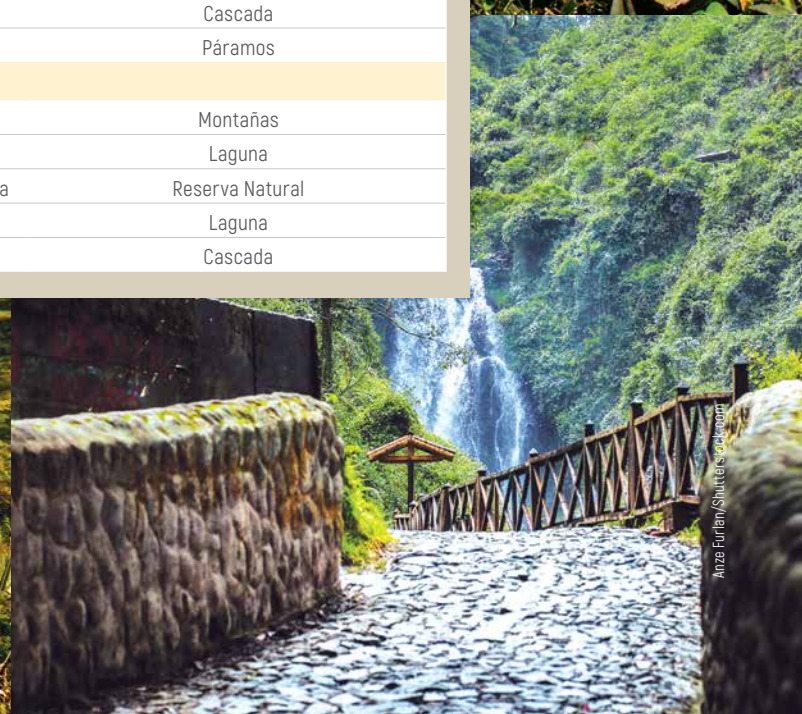 Cascada
Páramos
Montañas
Laguna
a
Reserva Natural
Laguna
Cascada
Anze Furlan/Shutterstock.com